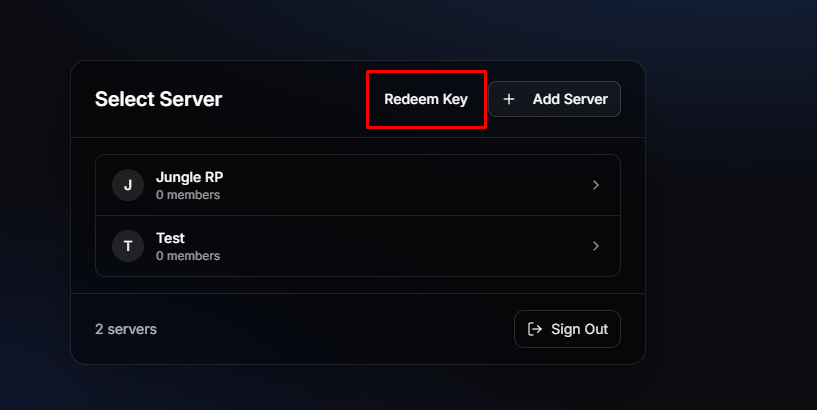 Select Server
Redeem Key
+ Add Server
J
Jungle RP
0 members
T
Test
0 members
2 servers
Sign Out